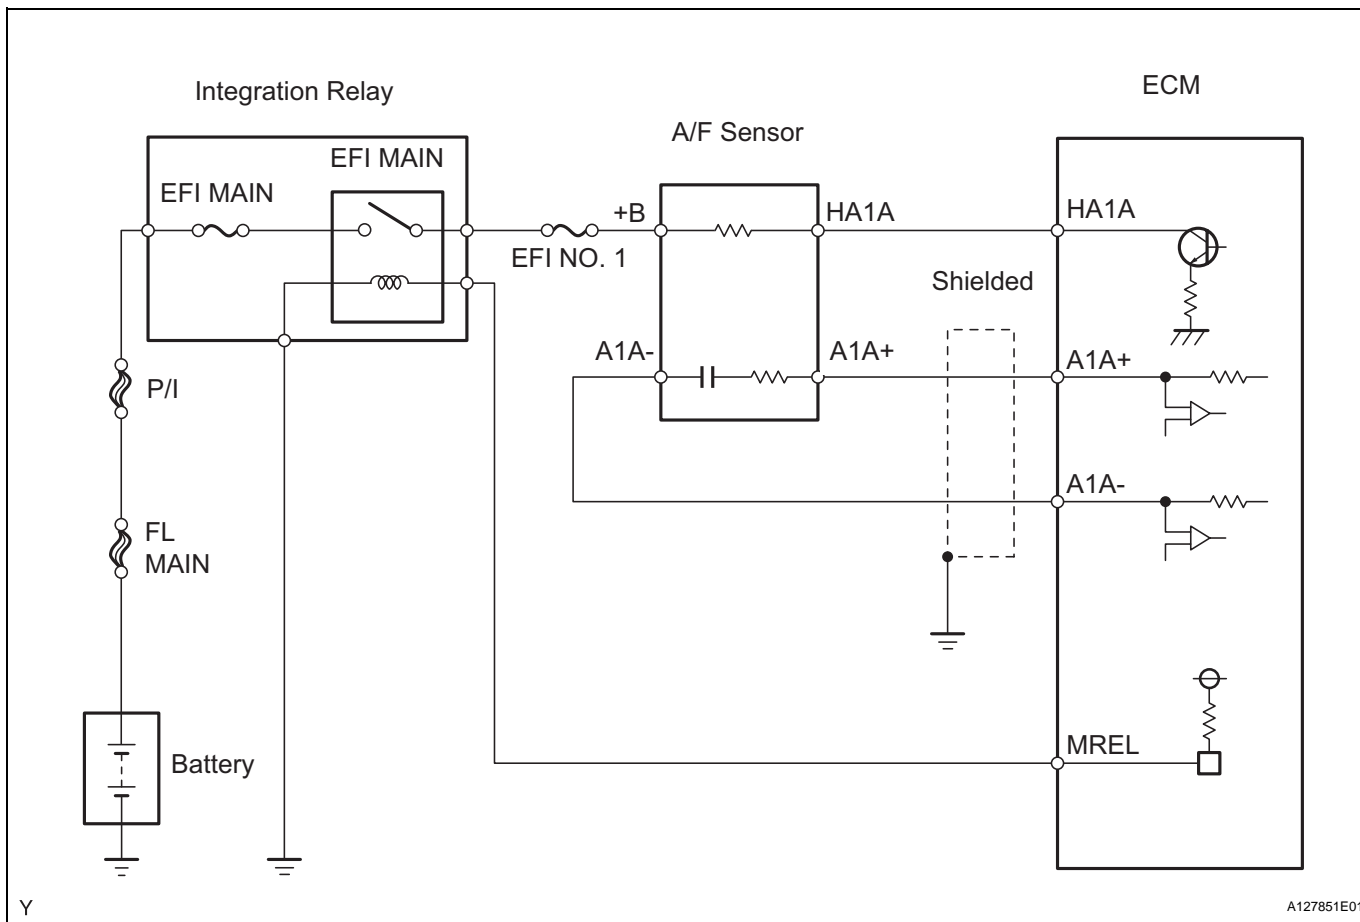 Integration Relay
ECM
A/F Sensor
EFI MAIN
EFI MAIN
+B
HA1A
HA1A
EFI NO. 1
Shielded
A1A-
A1A+
A1A+
P/I
A1A-
FL
MAIN
MREL
Battery
Y
A127851E01